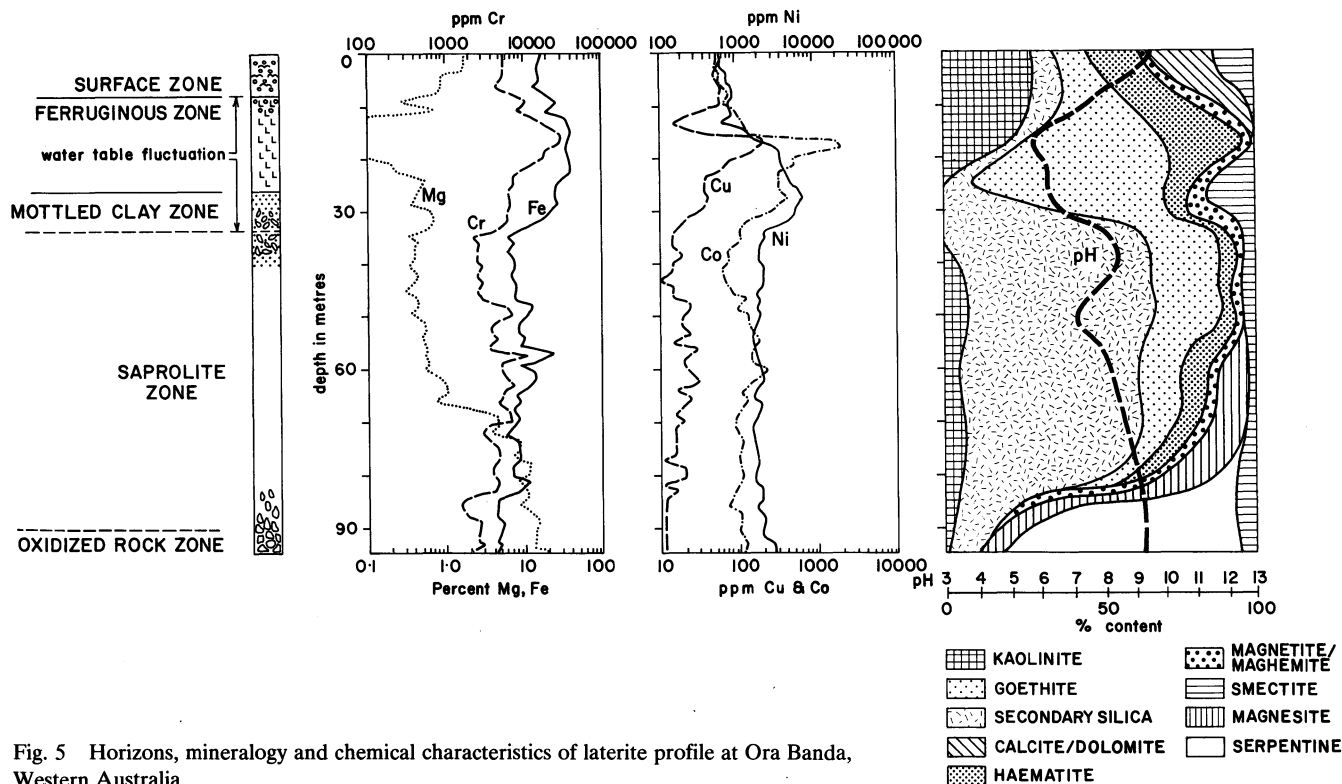 ppm Cr
100 1000 10000 100000
ppm Ni
100 1000 10000 100000
0
30
60
90
depth in metres
SURFACE ZONE
FERRUGINOUS ZONE
water table fluctuation
MOTTLED CLAY ZONE
SAPROLITE
ZONE
OXIDIZED ROCK ZONE
Mg
Cr
Fe
Cu
Co
Ni
pH
0·1 1·0 10 100
Percent Mg, Fe
10 100 1000 10000
ppm Cu & Co
pH 3 4 5 6 7 8 9 10 11 12 13
0 50 100
% content
KAOLINITE
GOETHITE
SECONDARY SILICA
CALCITE/DOLOMITE
HAEMATITE
MAGNETITE/
MAGHEMITE
SMECTITE
MAGNESITE
SERPENTINE
Fig. 5 Horizons, mineralogy and chemical characteristics of laterite profile at Ora Banda,
Western Australia